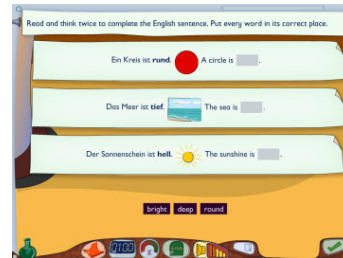 Read and think twice to complete the English sentence. Put every word in its correct place.
Ein Kreis ist rund. A circle is .
Das Meer ist tief. The sea is .
Der Sonnenschein ist hell. The sunshine is .
bright deep round
01:00